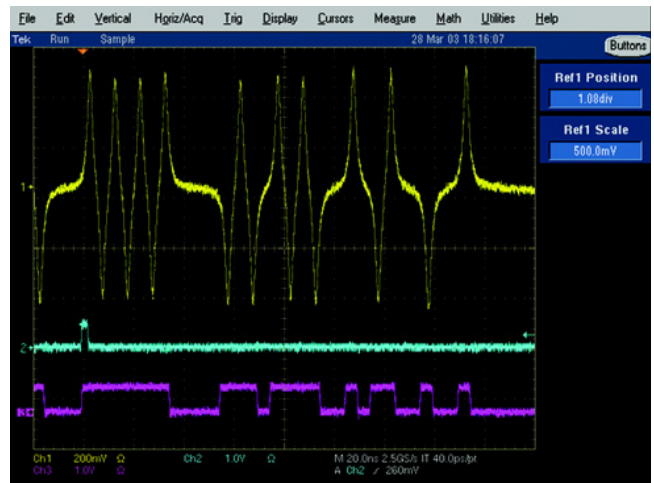 File Edit Vertical Horiz/Acq Trig Display Cursors Measure Math Utilities Help
Tek Run Sample 28 Mar 03 18:16:07
Buttons
Ref1 Position
1.08div
Ref1 Scale
500.0mV
1
2
Ch1 200mV Ω Ch2 1.0V Ω M 20.0ns 2.5GS/s IT 40.0ps/pt
Ch3 1.0V Ω A Ch2 / 260mV